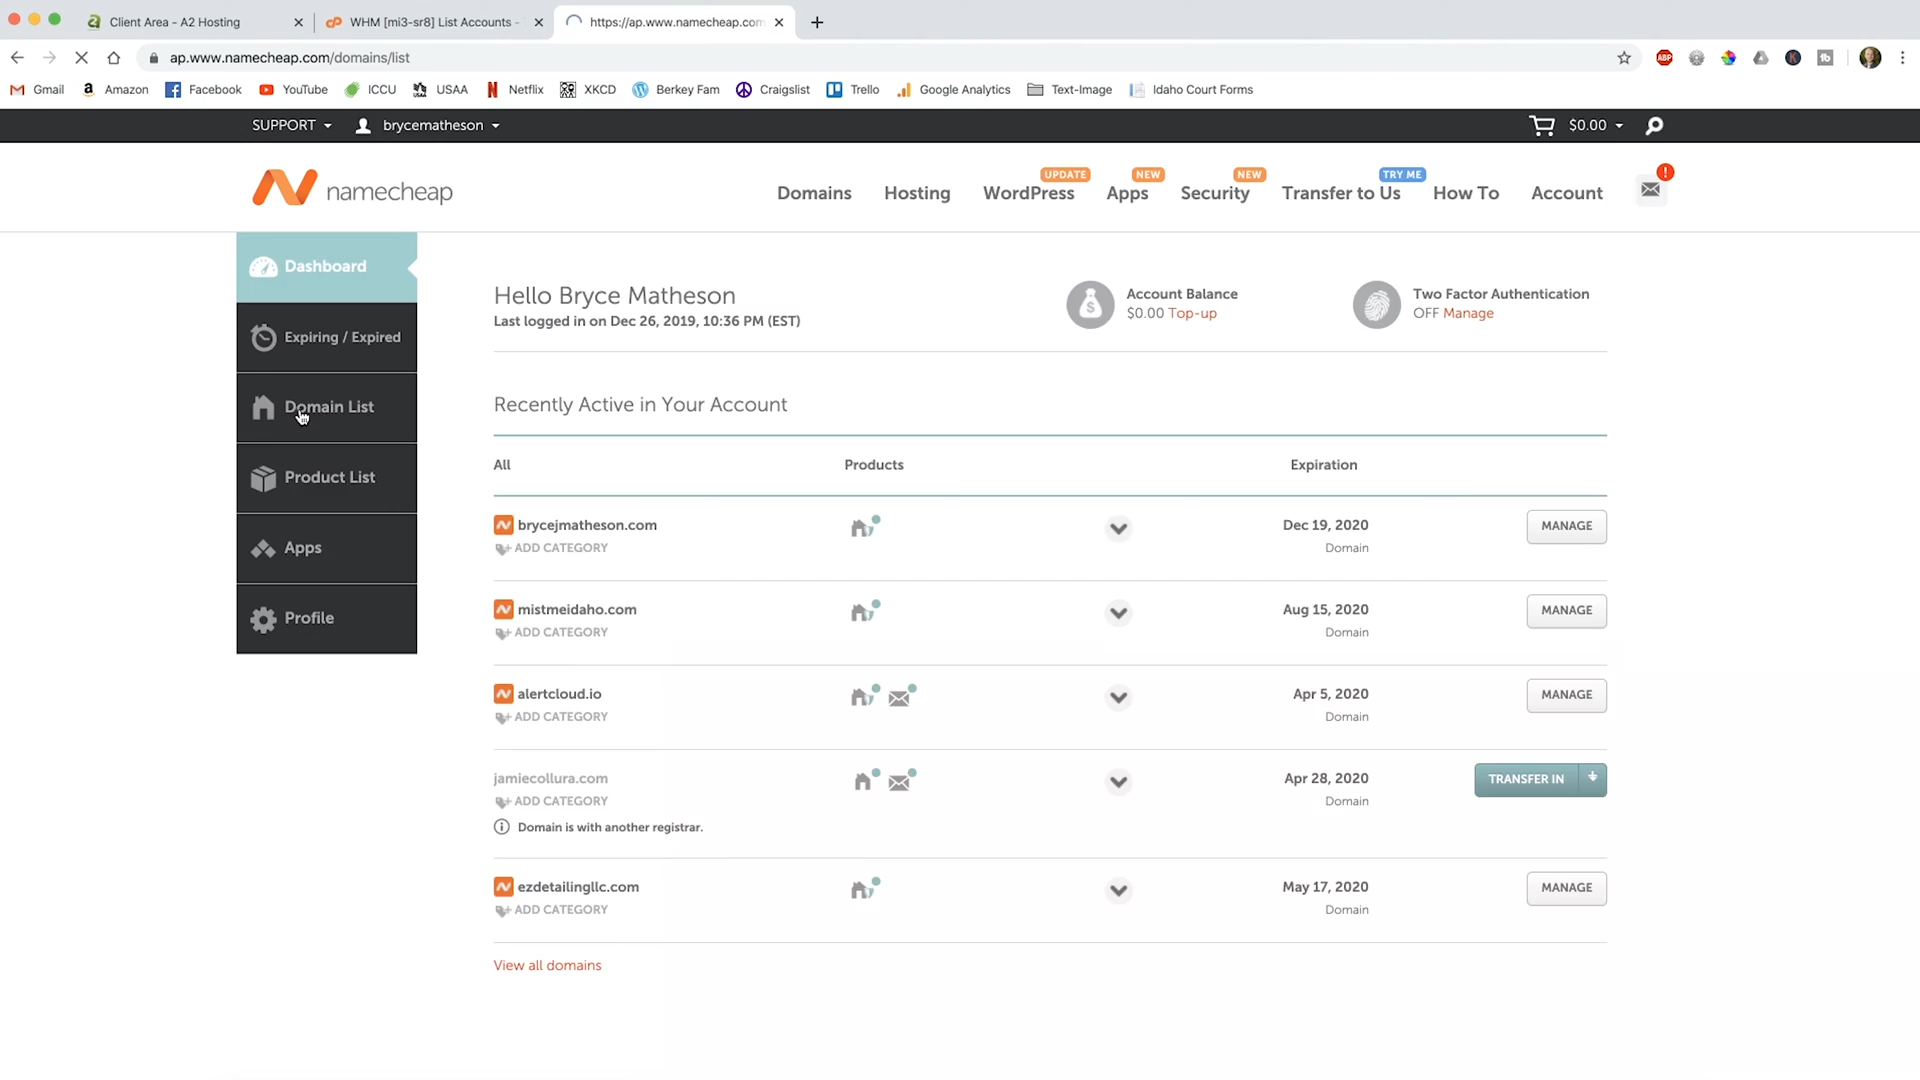 Client Area - A2 Hosting
WHM [mi3-sr8] List Accounts -
https://ap.www.namecheap.com
ap.www.namecheap.com/domains/list
Gmail Amazon Facebook YouTube ICCU USAA Netflix XKCD Berkey Fam Craigslist Trello Google Analytics Text-Image Idaho Court Forms
SUPPORT brycematheson $0.00
namecheap
UPDATE NEW NEW TRY ME
Domains Hosting WordPress Apps Security Transfer to Us How To Account
Dashboard
Expiring / Expired
Domain List
Product List
Apps
Profile
Hello Bryce Matheson
Last logged in on Dec 26, 2019, 10:36 PM (EST)
Account Balance
$0.00 Top-up
Two Factor Authentication
OFF Manage
Recently Active in Your Account
All Products Expiration
brycejmatheson.com Dec 19, 2020 MANAGE
ADD CATEGORY Domain
mistmeidaho.com Aug 15, 2020 MANAGE
ADD CATEGORY Domain
alertcloud.io Apr 5, 2020 MANAGE
ADD CATEGORY Domain
jamiecollura.com Apr 28, 2020 TRANSFER IN
ADD CATEGORY Domain
Domain is with another registrar.
ezdetailingllc.com May 17, 2020 MANAGE
ADD CATEGORY Domain
View all domains